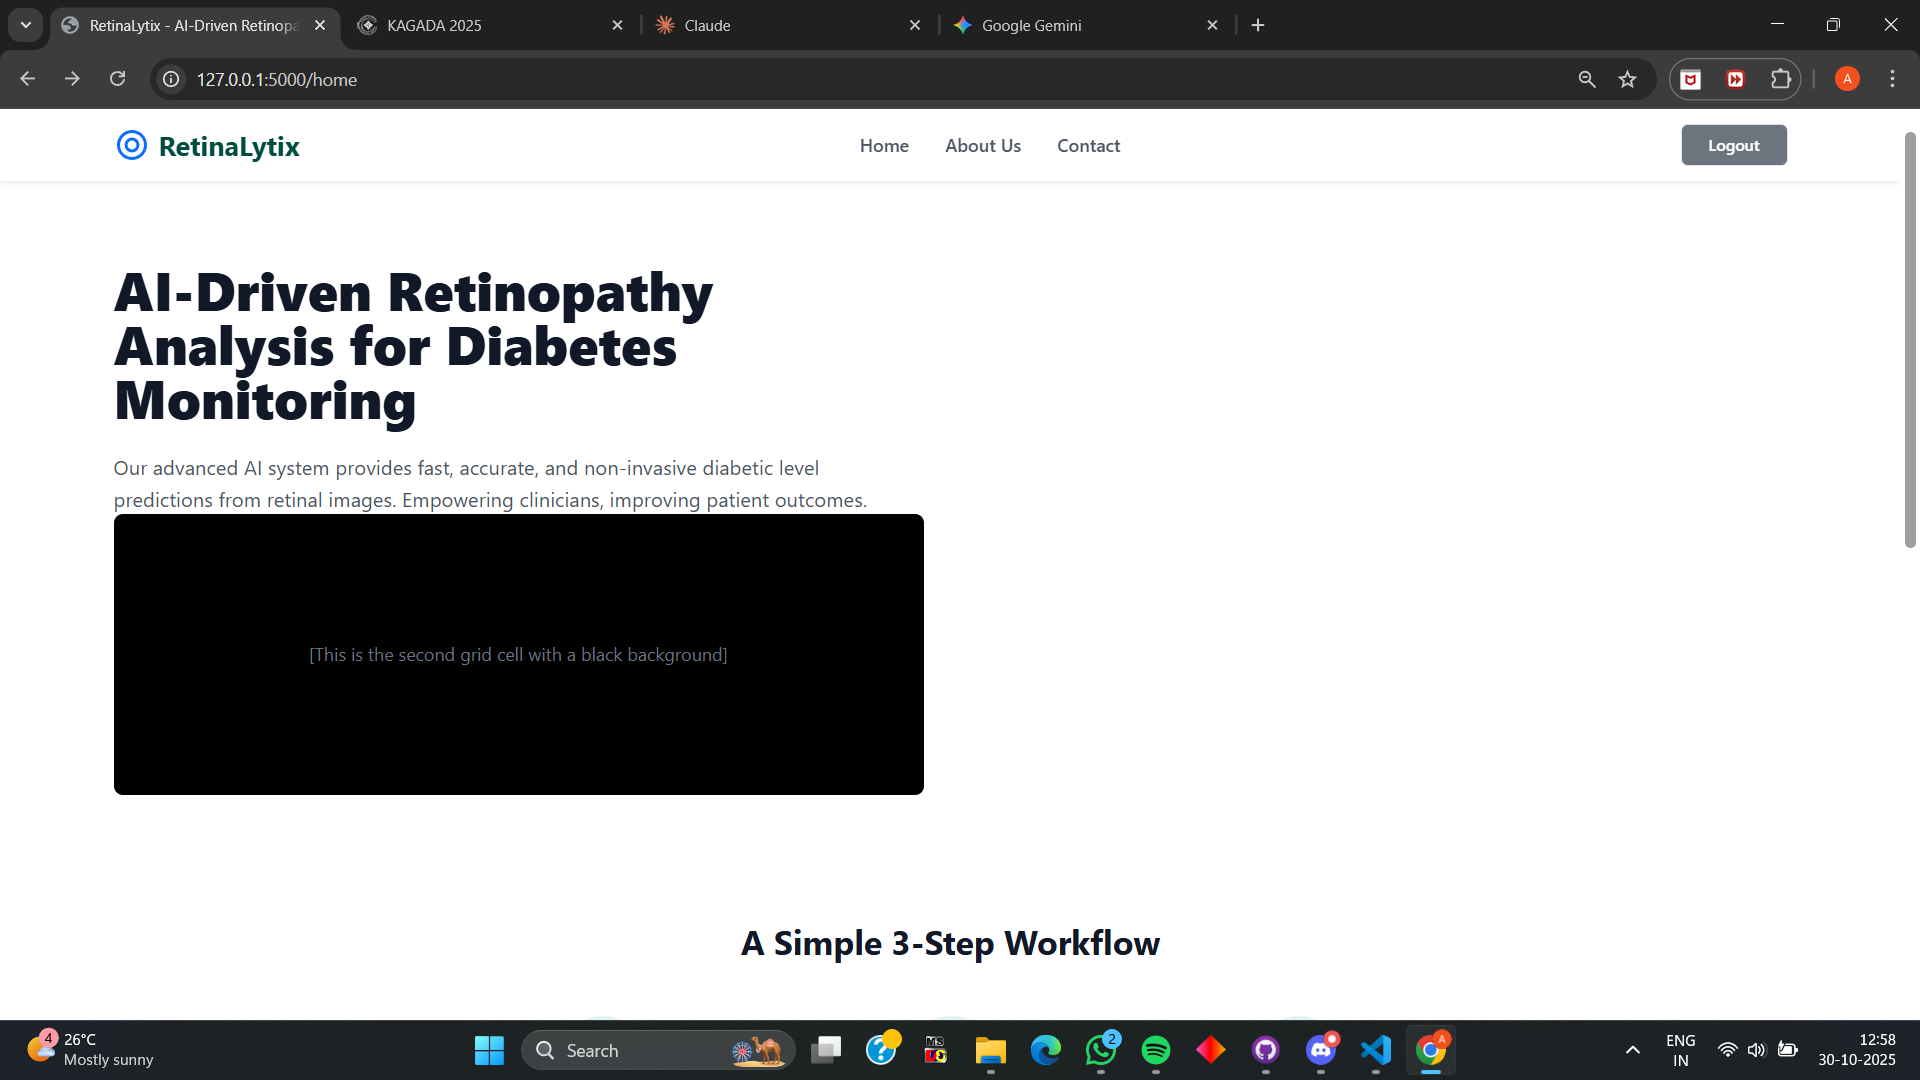 RetinaLytix - AI-Driven Retinopa
KAGADA 2025
Claude
Google Gemini
127.0.0.1:5000/home
A
RetinaLytix
Home
About Us
Contact
Logout
AI-Driven Retinopathy
Analysis for Diabetes
Monitoring
Our advanced AI system provides fast, accurate, and non-invasive diabetic level
predictions from retinal images. Empowering clinicians, improving patient outcomes.
[This is the second grid cell with a black background]
A Simple 3-Step Workflow
4
26°C
Mostly sunny
Search
2
A
ENG
IN
12:58
30-10-2025